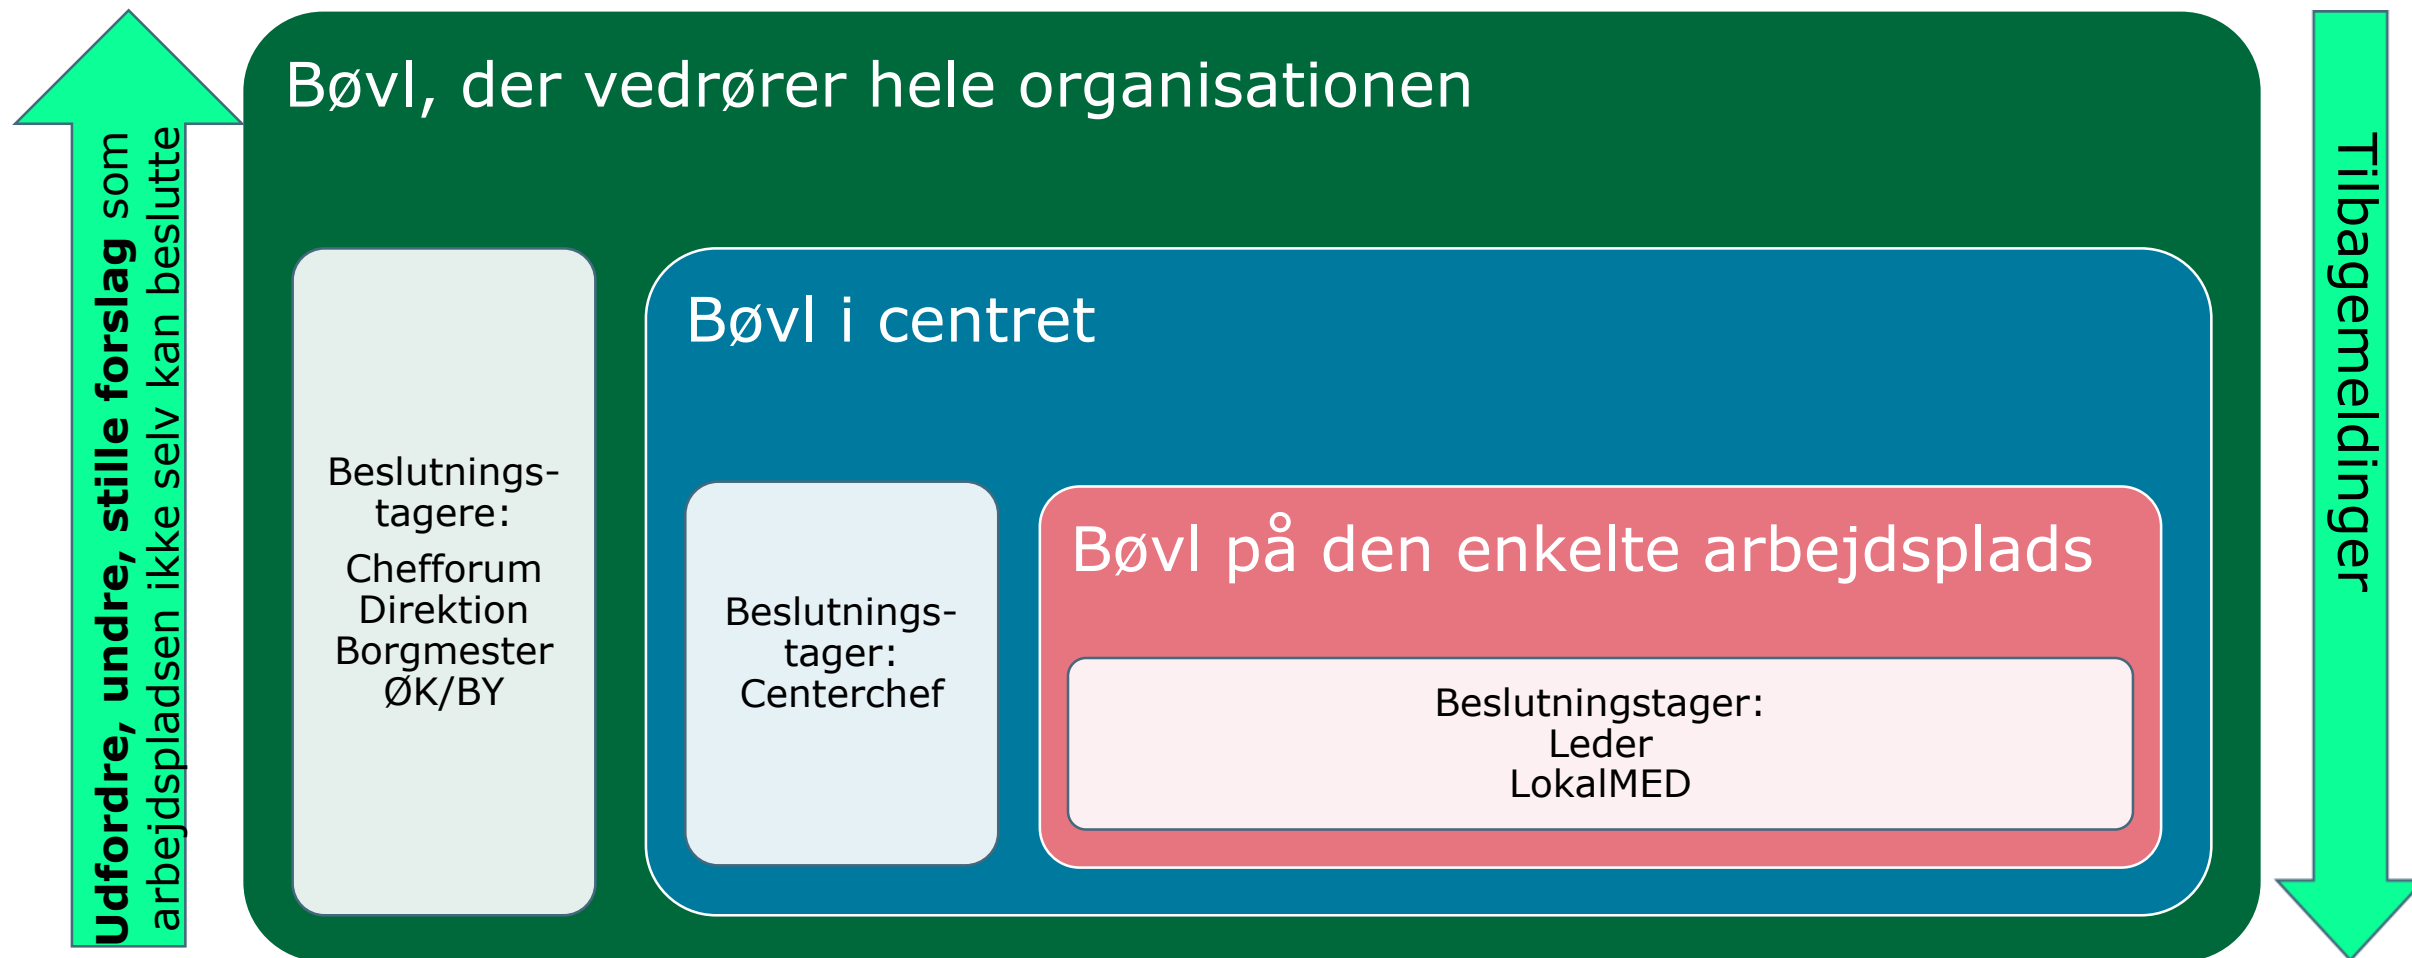 Udfordre, undre, stille forslag som
arbejdspladsen ikke selv kan beslutte
Bøvl, der vedrører hele organisationen
Beslutnings-
tagere:
Chefforum
Direktion
Borgmester
ØK/BY
Bøvl i centret
Beslutnings-
tager:
Centerchef
Bøvl på den enkelte arbejdsplads
Beslutningstager:
Leder
LokalMED
Tilbagemeldinger